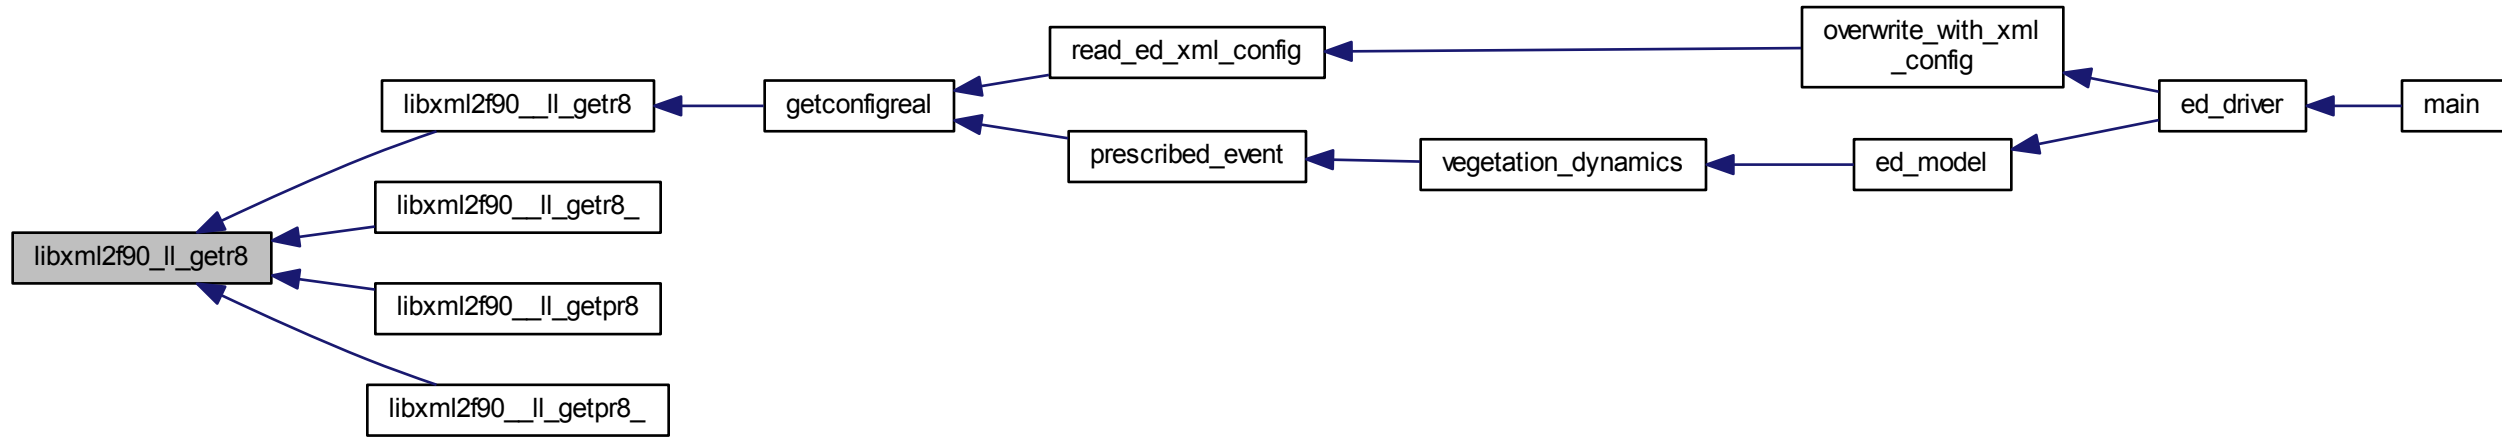 libxml2f90_ll_getr8
libxml2f90__ll_getr8
libxml2f90__ll_getr8_
libxml2f90__ll_getpr8
libxml2f90__ll_getpr8_
getconfigreal
read_ed_xml_config
prescribed_event
vegetation_dynamics
overwrite_with_xml
_config
ed_model
ed_driver
main